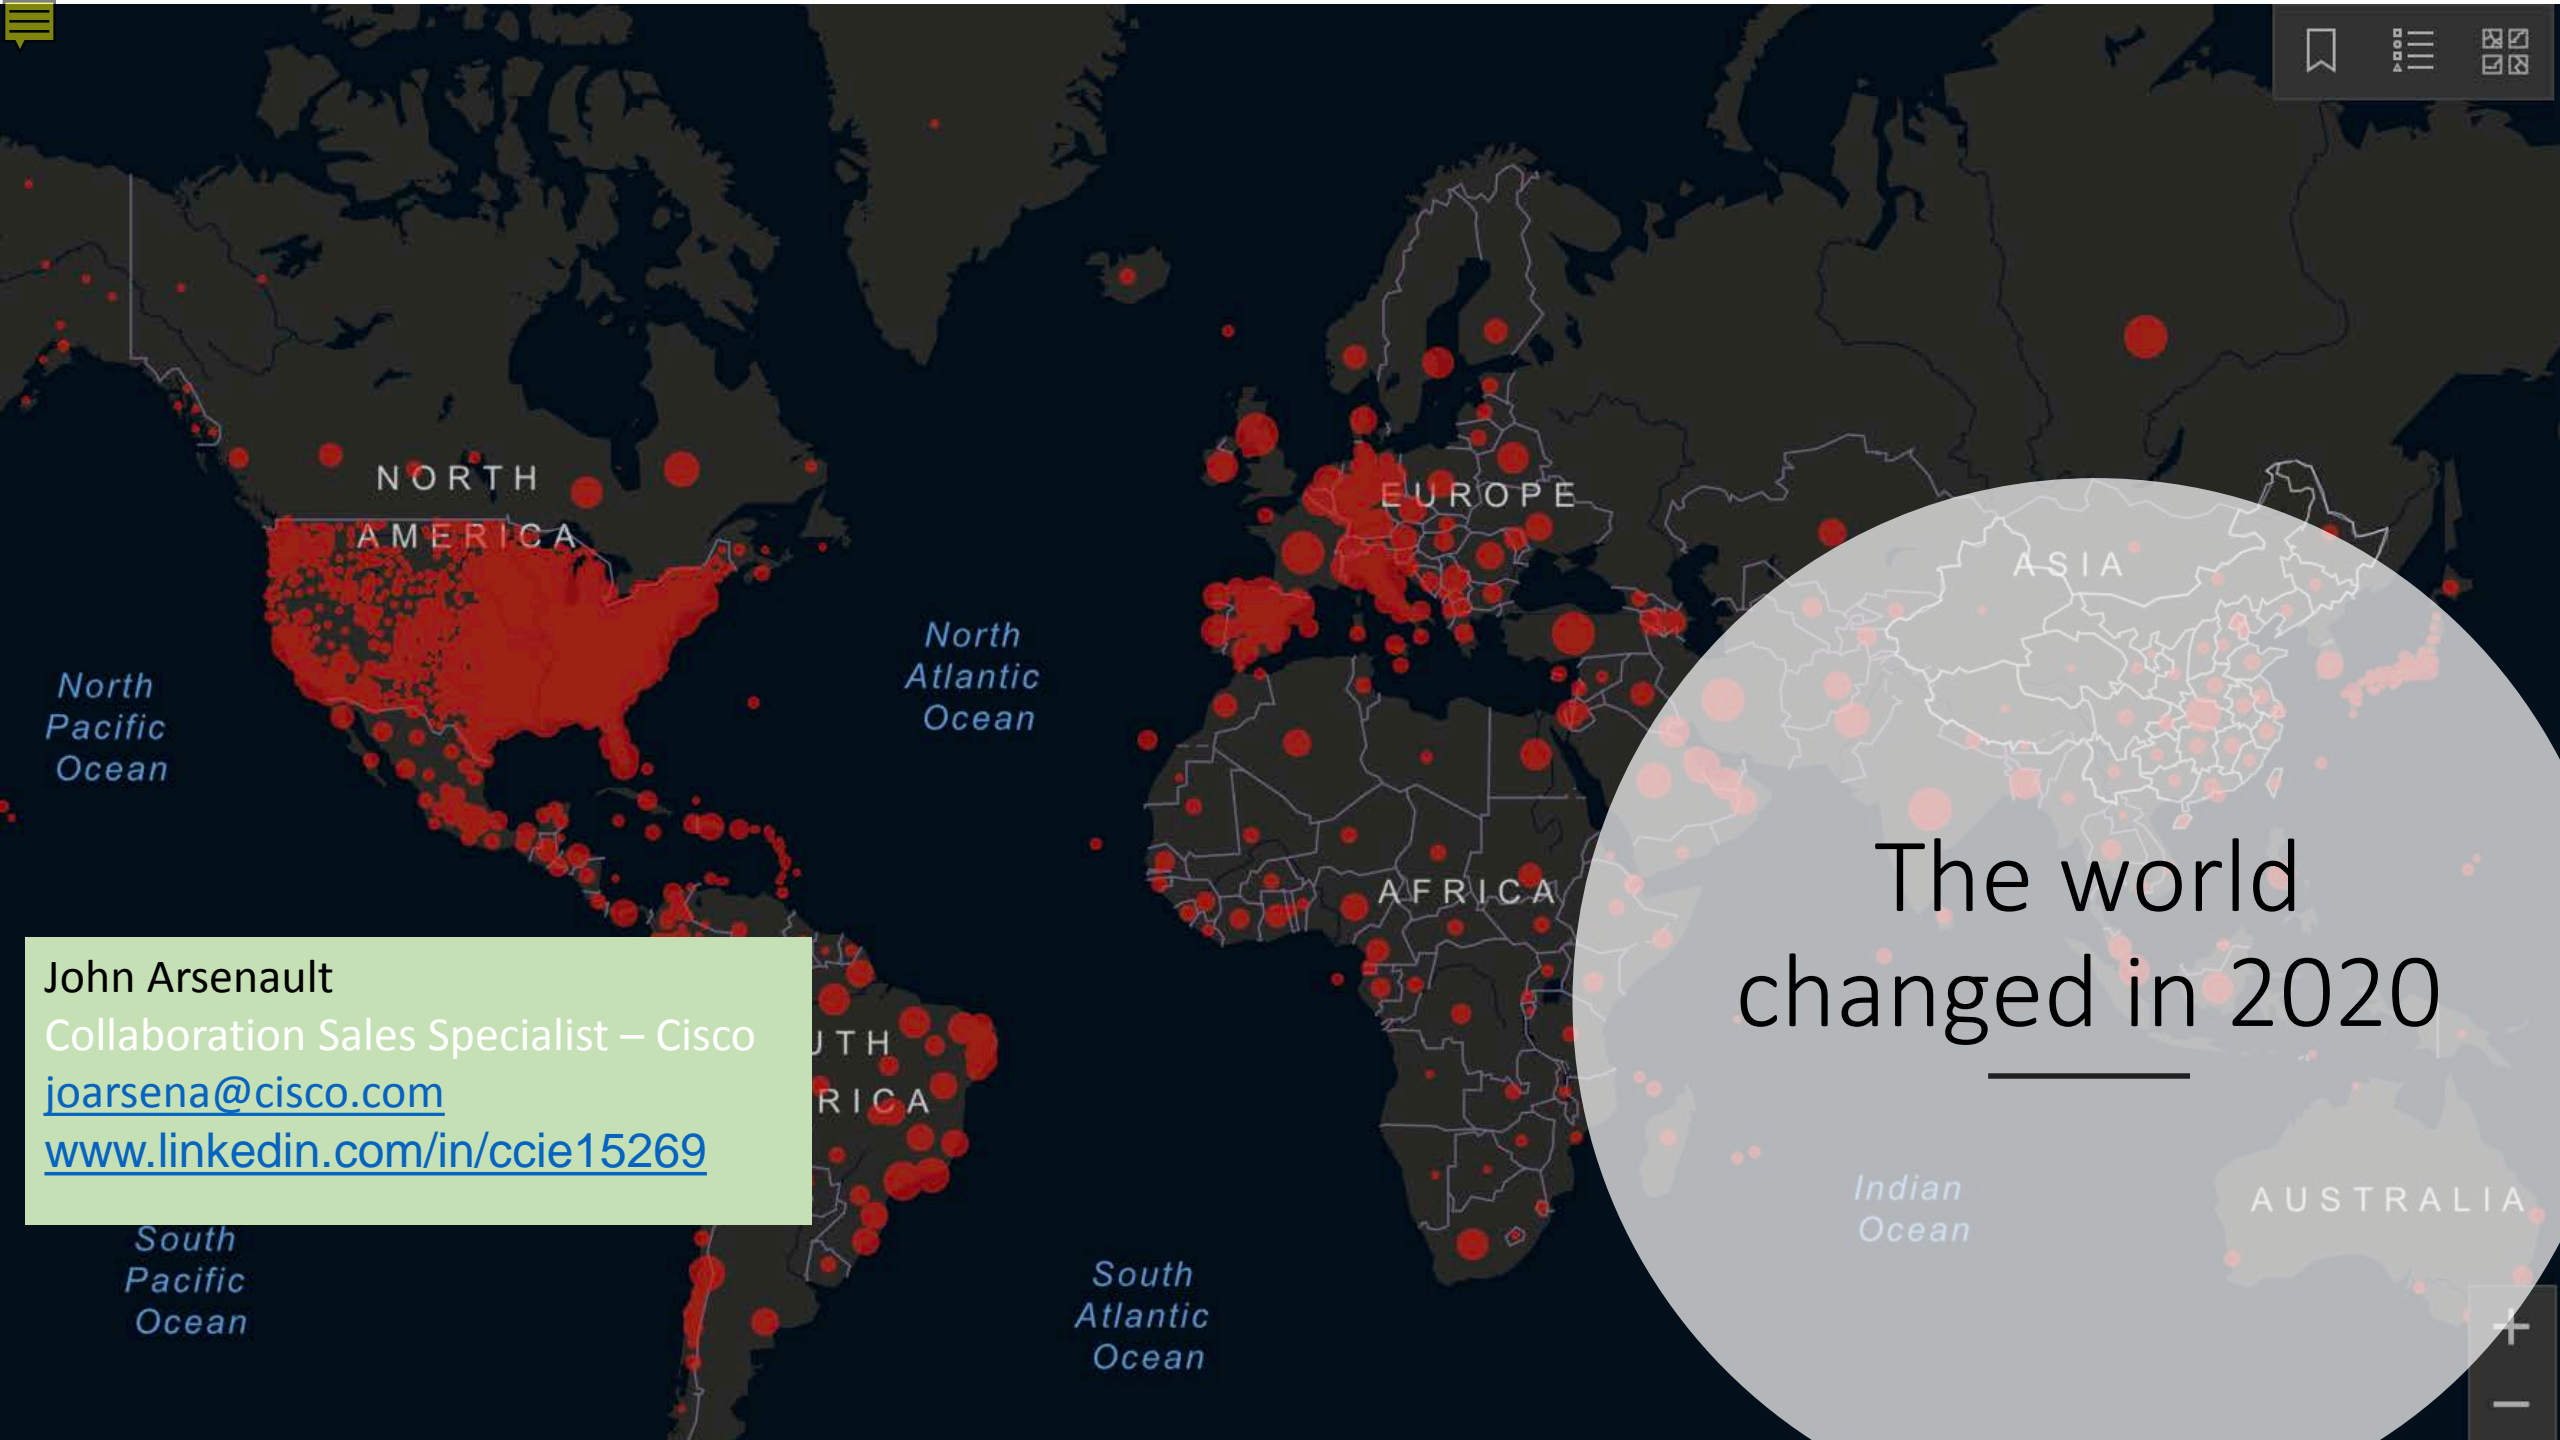 NORTH
AMERICA
EUROPE
ASIA
North
Atlantic
Ocean
North
Pacific
Ocean
AFRICA
The world
changed in 2020
John Arsenault
Collaboration Sales Specialist – Cisco
joarsena@cisco.com
www.linkedin.com/in/ccie15269
UTH
RICA
Indian
Ocean
AUSTRALIA
South
Pacific
Ocean
South
Atlantic
Ocean